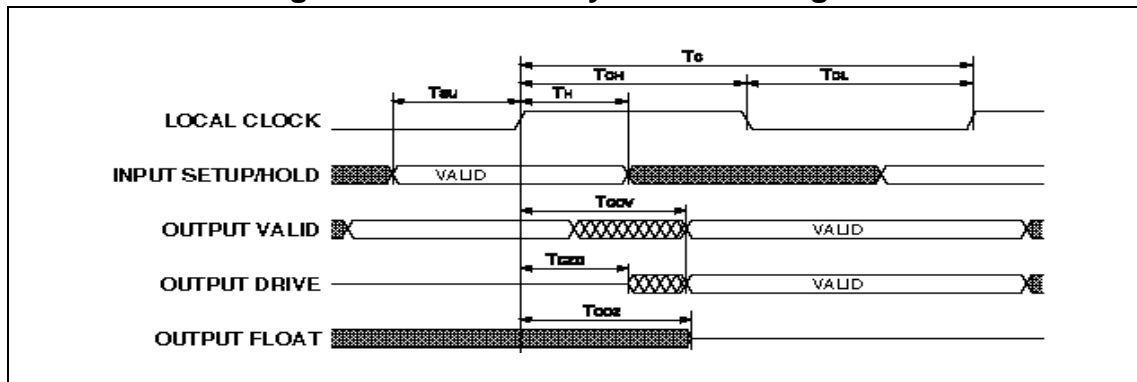 Tc
TCH
TCL
TSU
TH
LOCAL CLOCK
INPUT SETUP/HOLD
VALID
TCOV
OUTPUT VALID
VALID
OUTPUT DRIVE
VALID
TCOZ
OUTPUT FLOAT